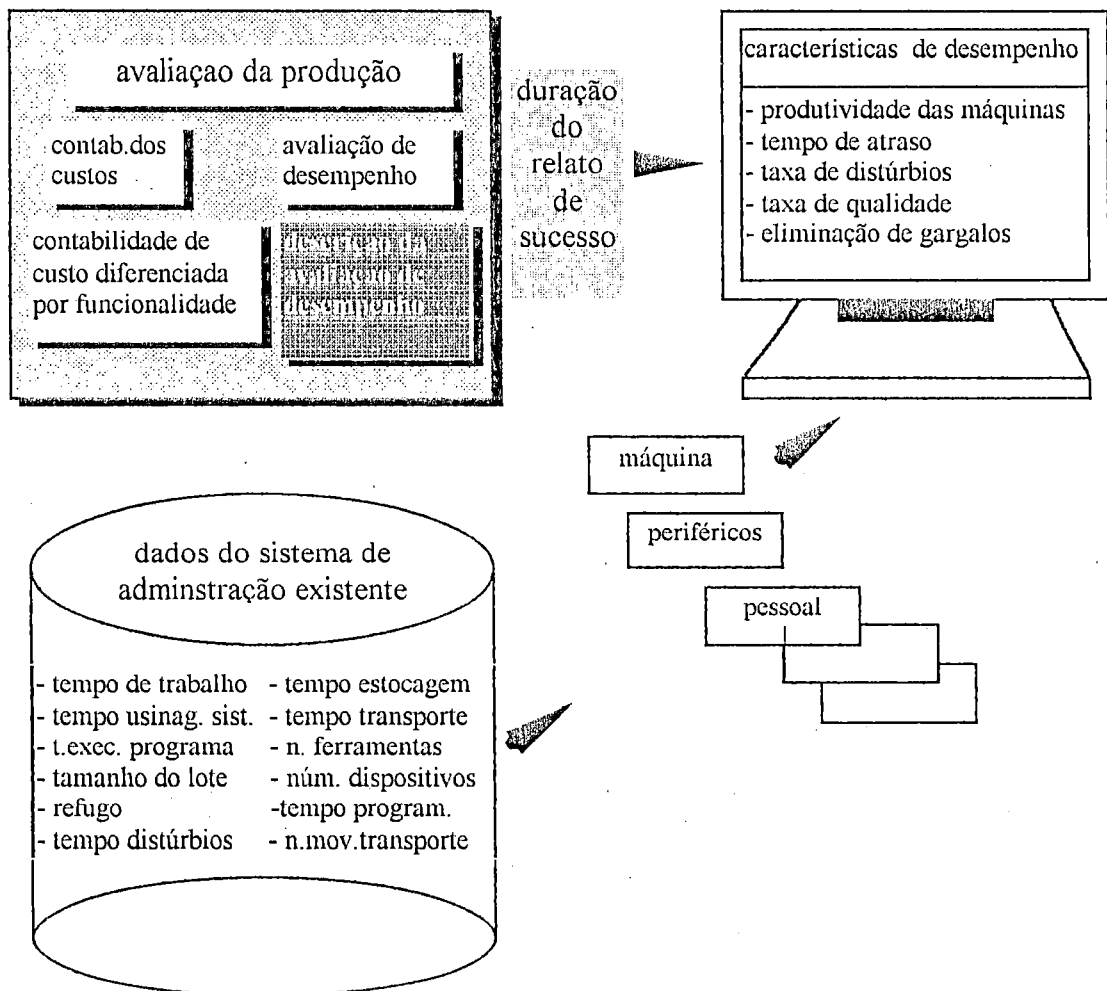 avaliaçao da produção
contab.dos
custos
avaliação de
desempenho
contabilidade de
custo diferenciada
por funcionalidade
avaliação de
desempenho
duração
do
relato
de
sucesso
características de desempenho
- produtividade das máquinas
- tempo de atraso
- taxa de distúrbios
- taxa de qualidade
- eliminação de gargalos
máquina
periféricos
pessoal
dados do sistema de
adminstração existente
- tempo de trabalho
- tempo usinag. sist.
- t.exec. programa
- tamanho do lote
- refugo
- tempo distúrbios
- tempo estocagem
- tempo transporte
- n. ferramentas
- núm. dispositivos
-tempo program.
- n.mov.transporte